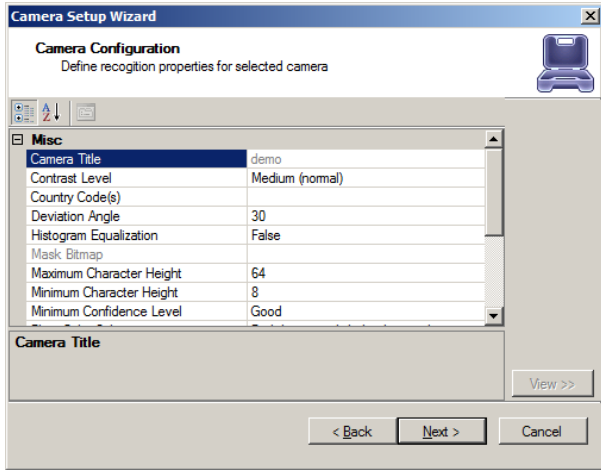 Camera Setup Wizard
Camera Configuration
Define recogition properties for selected camera
A
Z
Misc
Camera Title demo
Contrast Level Medium (normal)
Country Code(s)
Deviation Angle 30
Histogram Equalization False
Mask Bitmap
Maximum Character Height 64
Minimum Character Height 8
Minimum Confidence Level Good
Camera Title
View >>
< Back Next > Cancel